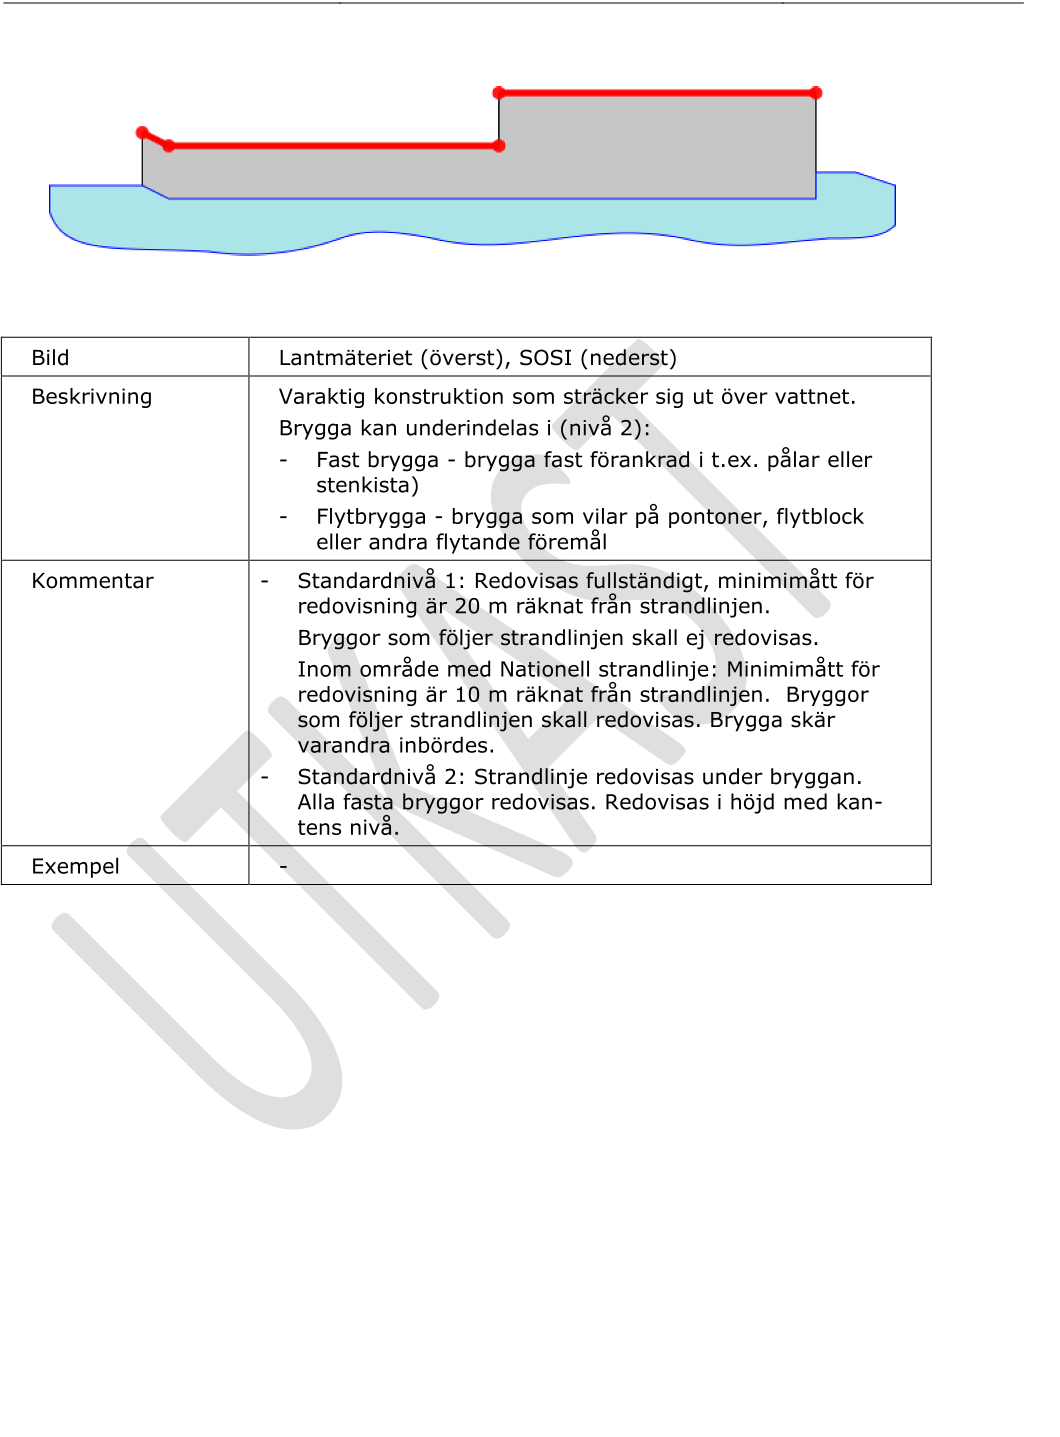 Bild
Lantmäteriet (överst), SOSI (nederst)
Beskrivning
Varaktig konstruktion som sträcker sig ut över vattnet.
Brygga kan underindelas i (nivå 2):
- Fast brygga - brygga fast förankrad i t.ex. pålar eller
stenkista)
- Flytbrygga - brygga som vilar på pontoner, flytblock
eller andra flytande föremål
Kommentar
- Standardnivå 1: Redovisas fullständigt, minimimått för
redovisning är 20 m räknat från strandlinjen.
Bryggor som följer strandlinjen skall ej redovisas.
Inom område med Nationell strandlinje: Minimimått för
redovisning är 10 m räknat från strandlinjen.  Bryggor
som följer strandlinjen skall redovisas. Brygga skär
varandra inbördes.
- Standardnivå 2: Strandlinje redovisas under bryggan.
Alla fasta bryggor redovisas. Redovisas i höjd med kan-
tens nivå.
Exempel
-
UTKAST